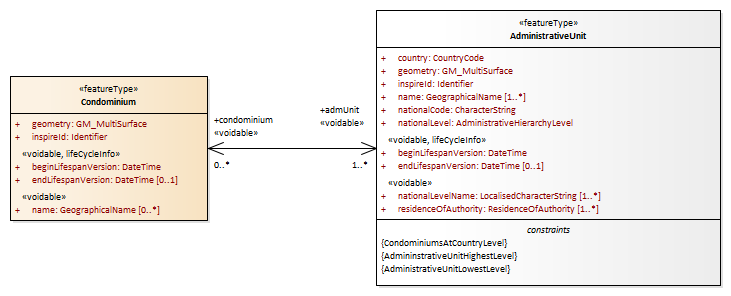 «featureType»
Condominium
+ geometry: GM_MultiSurface
+ inspireId: Identifier
«voidable, lifeCycleInfo»
+ beginLifespanVersion: DateTime
+ endLifespanVersion: DateTime [0..1]
«voidable»
+ name: GeographicalName [0..*]
+condominium
«voidable»
0..*
+admUnit
«voidable»
1..*
«featureType»
AdministrativeUnit
+ country: CountryCode
+ geometry: GM_MultiSurface
+ inspireId: Identifier
+ name: GeographicalName [1..*]
+ nationalCode: CharacterString
+ nationalLevel: AdministrativeHierarchyLevel
«voidable, lifeCycleInfo»
+ beginLifespanVersion: DateTime
+ endLifespanVersion: DateTime [0..1]
«voidable»
+ nationalLevelName: LocalisedCharacterString [1..*]
+ residenceOfAuthority: ResidenceOfAuthority [1..*]
constraints
{CondominiumsAtCountryLevel}
{AdmininstrativeUnitHighestLevel}
{AdministrativeUnitLowestLevel}